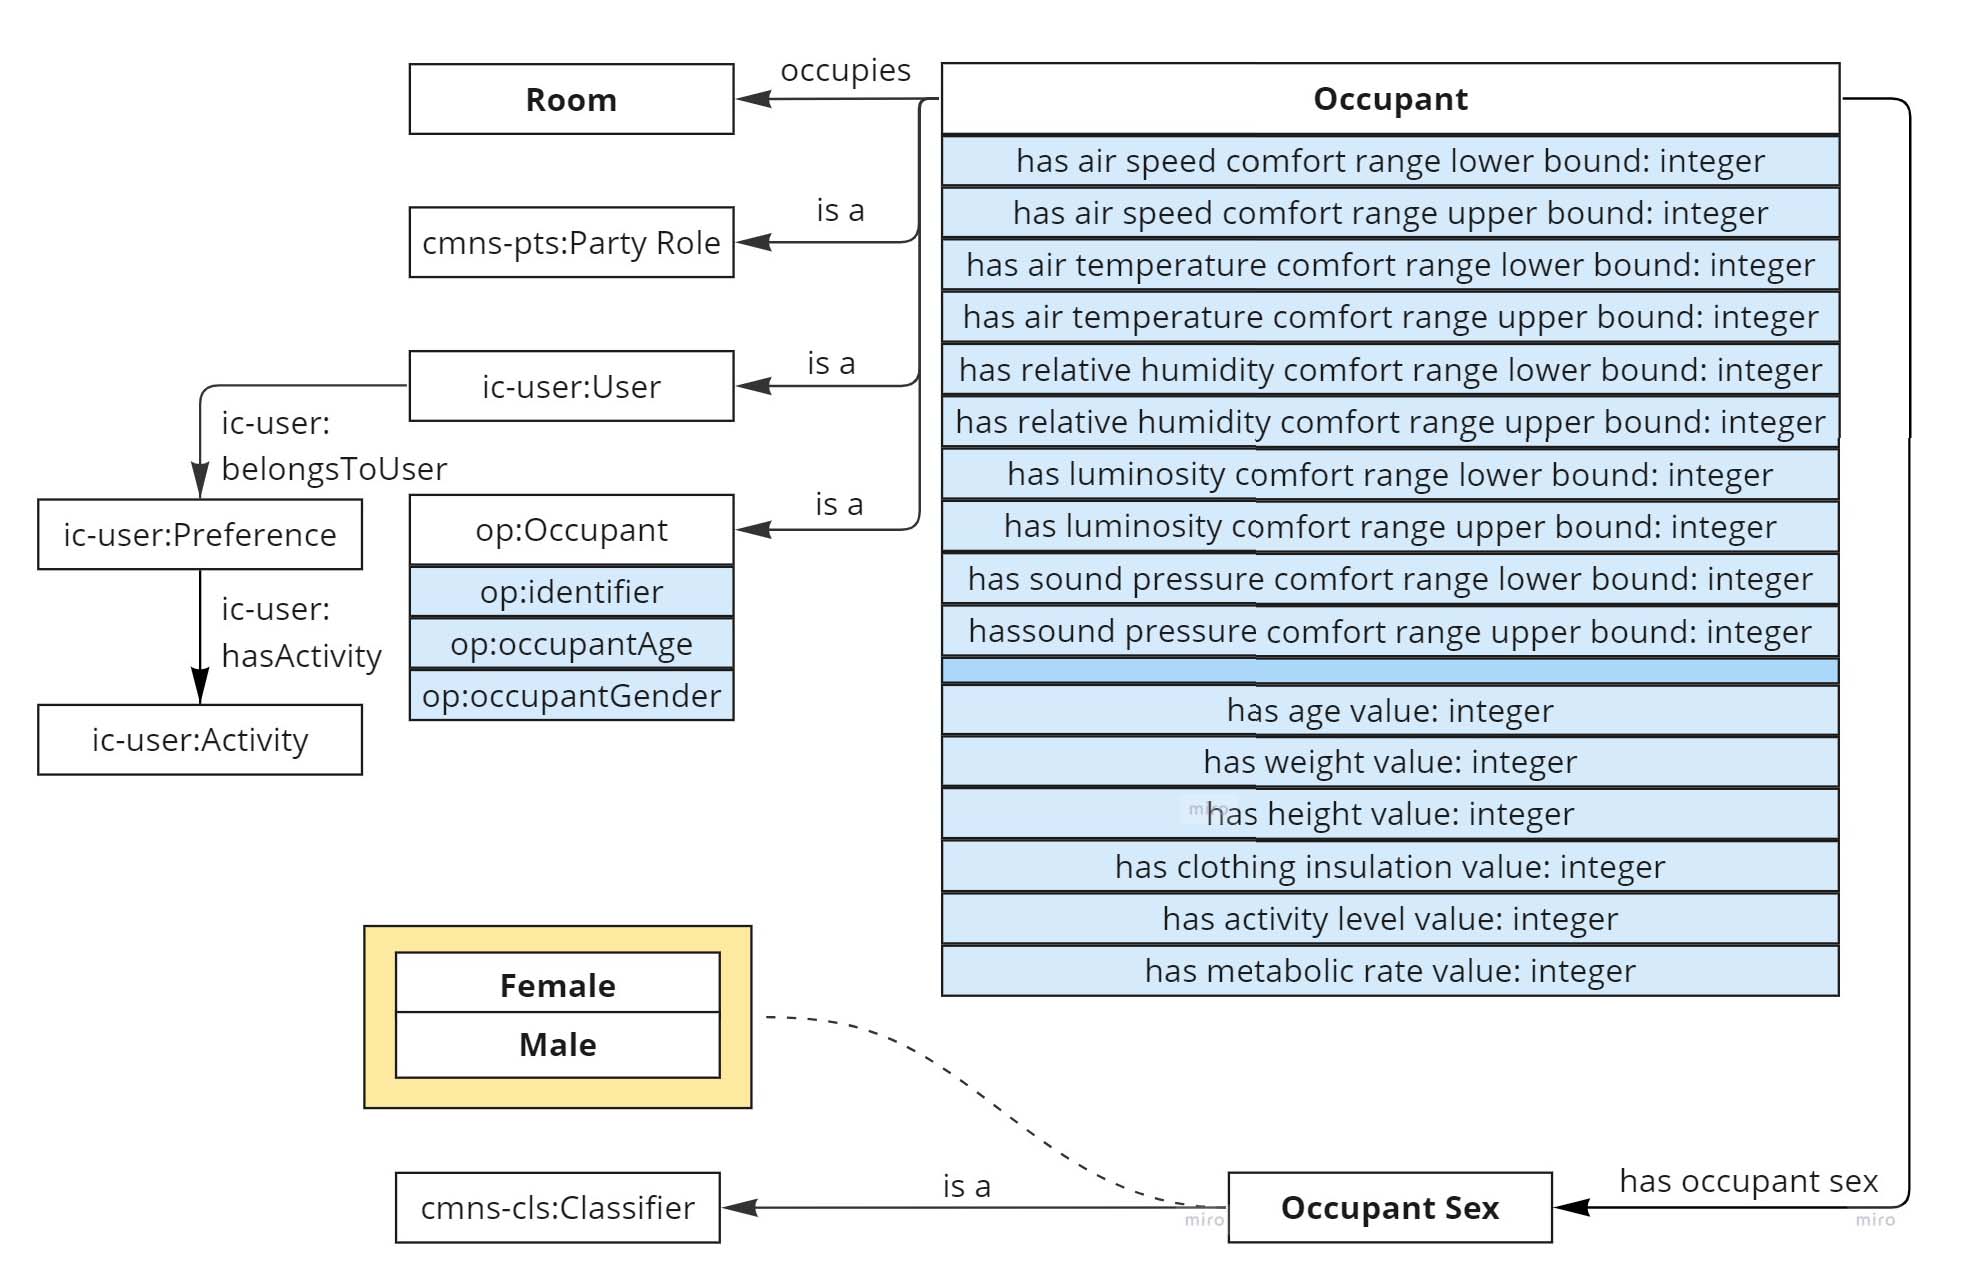 occupies
Room
Occupant
has air speed comfort range lower bound: integer
has air speed comfort range upper bound: integer
has air temperature comfort range lower bound: integer
has air temperature comfort range upper bound: integer
has relative humidity comfort range lower bound: integer
has relative humidity comfort range upper bound: integer
has luminosity comfort range lower bound: integer
has luminosity comfort range upper bound: integer
has sound pressure comfort range lower bound: integer
hassound pressure comfort range upper bound: integer
has age value: integer
has weight value: integer
has height value: integer
has clothing insulation value: integer
has activity level value: integer
has metabolic rate value: integer
is a
cmns-pts:Party Role
is a
ic-user:User
ic-user:
belongsToUser
is a
op:Occupant
op:identifier
op:occupantAge
op:occupantGender
ic-user:Preference
ic-user:
hasActivity
ic-user:Activity
miro
Female
Male
is a
cmns-cls:Classifier
Occupant Sex
has occupant sex
miro
miro